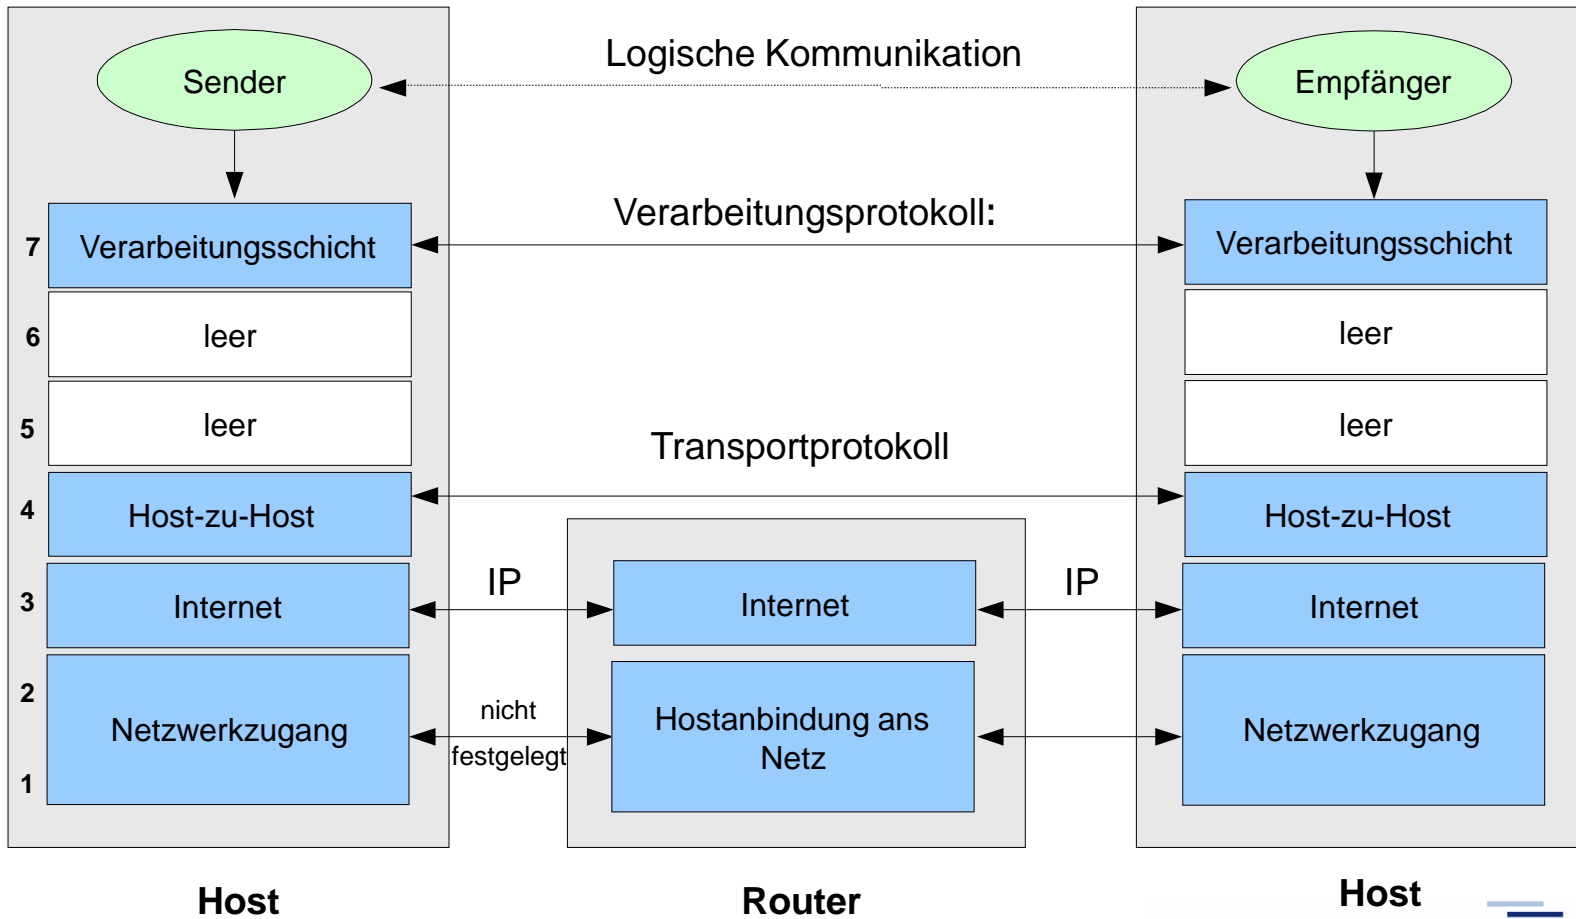 Logische Kommunikation
Sender
Empfänger
Verarbeitungsprotokoll:
7
Verarbeitungsschicht
Verarbeitungsschicht
6
leer
leer
5
leer
leer
Transportprotokoll
4
Host-zu-Host
Host-zu-Host
IP
IP
3
Internet
Internet
Internet
2
nicht
festgelegt
Netzwerkzugang
Hostanbindung ans
Netz
Netzwerkzugang
1
Host
Router
Host